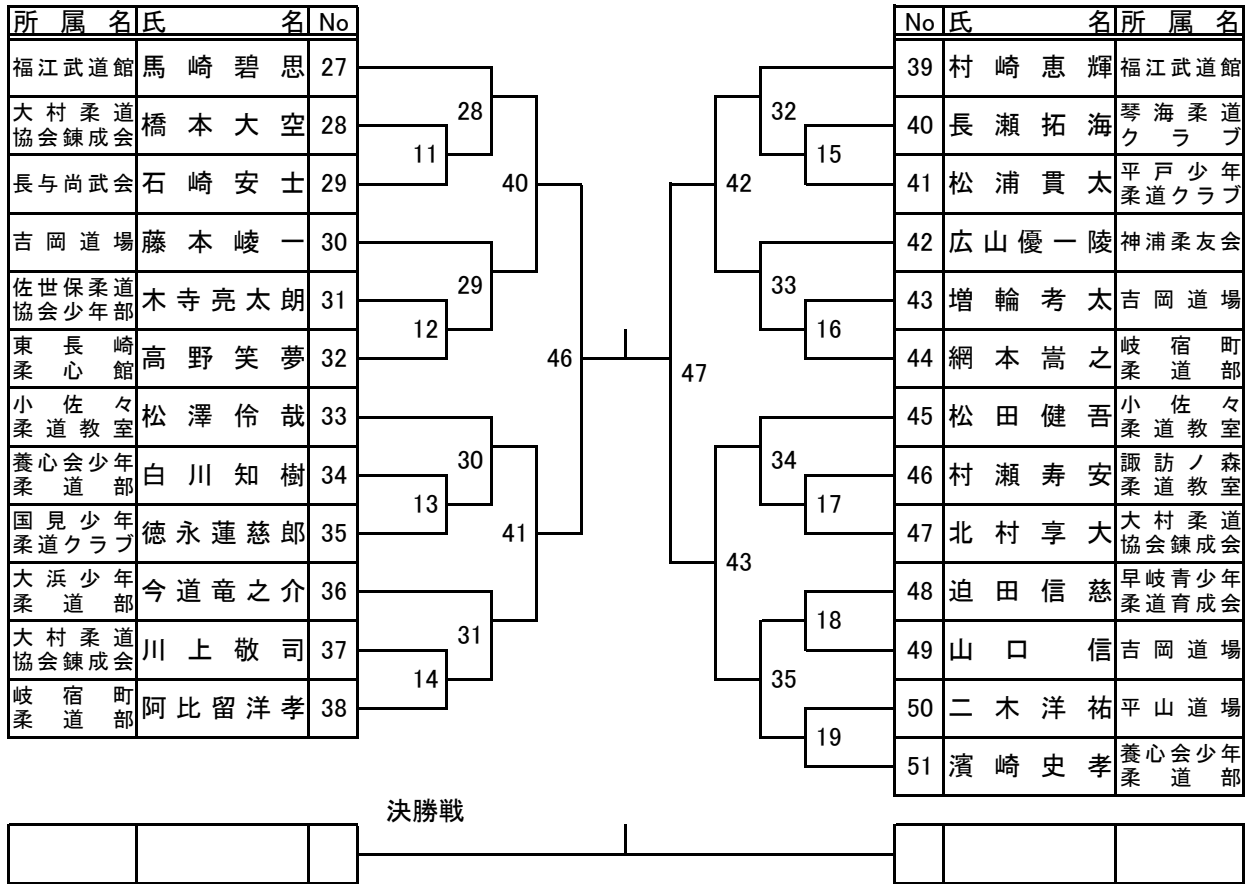 所属名 氏名 No
福江武道館 馬崎碧思 27
大村柔道協会錬成会 橋本大空 28
長与尚武会 石崎安士 29
吉岡道場 藤本崚一 30
佐世保柔道協会少年部 木寺亮太朗 31
東長崎柔心館 高野笑夢 32
小佐々柔道教室 松澤伶哉 33
養心会少年柔道部 白川知樹 34
国見少年柔道クラブ 徳永蓮慈郎 35
大浜少年柔道部 今道竜之介 36
大村柔道協会錬成会 川上敬司 37
岐宿町柔道部 阿比留洋孝 38
28
11
40
29
12
46
30
13
41
31
14
No 氏名 所属名
39 村崎恵輝 福江武道館
40 長瀬拓海 琴海柔道クラブ
41 松浦貫太 平戸少年柔道クラブ
42 広山優一陵 神浦柔友会
43 増輪考太 吉岡道場
44 網本嵩之 岐宿町柔道部
45 松田健吾 小佐々柔道教室
46 村瀬寿安 諏訪ノ森柔道教室
47 北村享大 大村柔道協会錬成会
48 迫田信慈 早岐青少年柔道育成会
49 山口信 吉岡道場
50 二木洋祐 平山道場
51 濱崎史孝 養心会少年柔道部
32
15
42
33
16
47
34
17
43
18
35
19
決勝戦